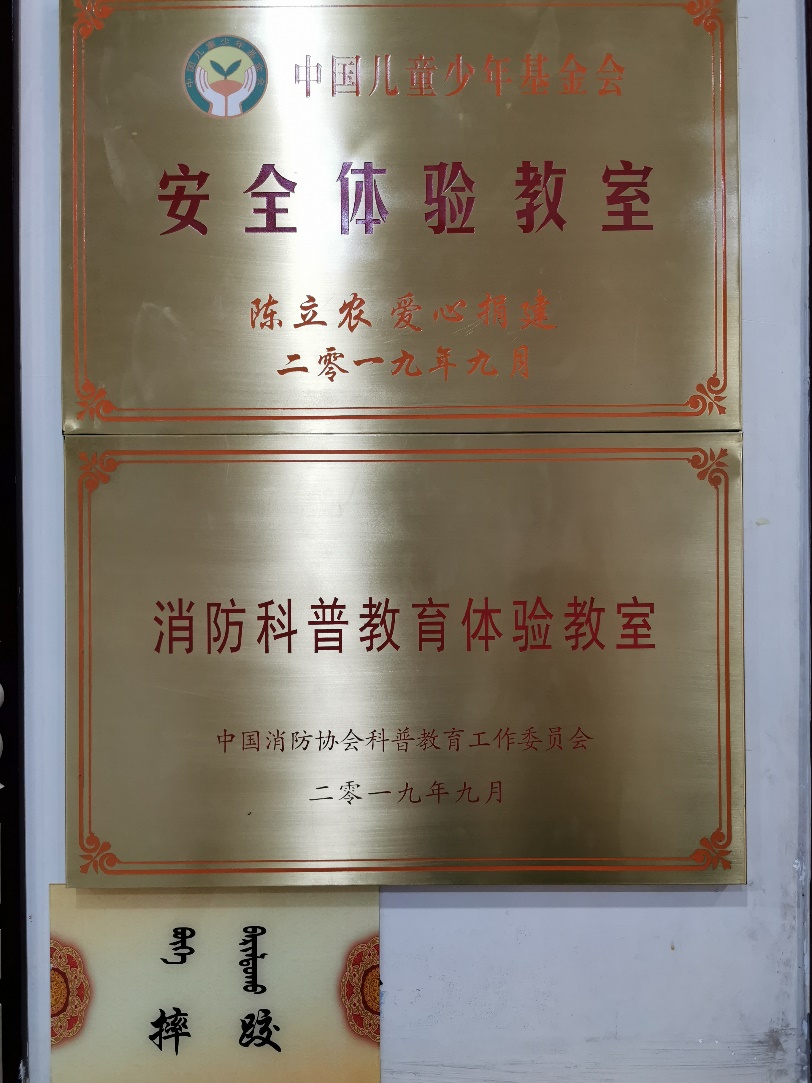 中国儿童少年基金会
安全体验教室
陈立农 爱心捐建
二零一九年九月
消防科普教育体验教室
中国消防协会科普教育工作委员会
二零一九年九月
摔 跤